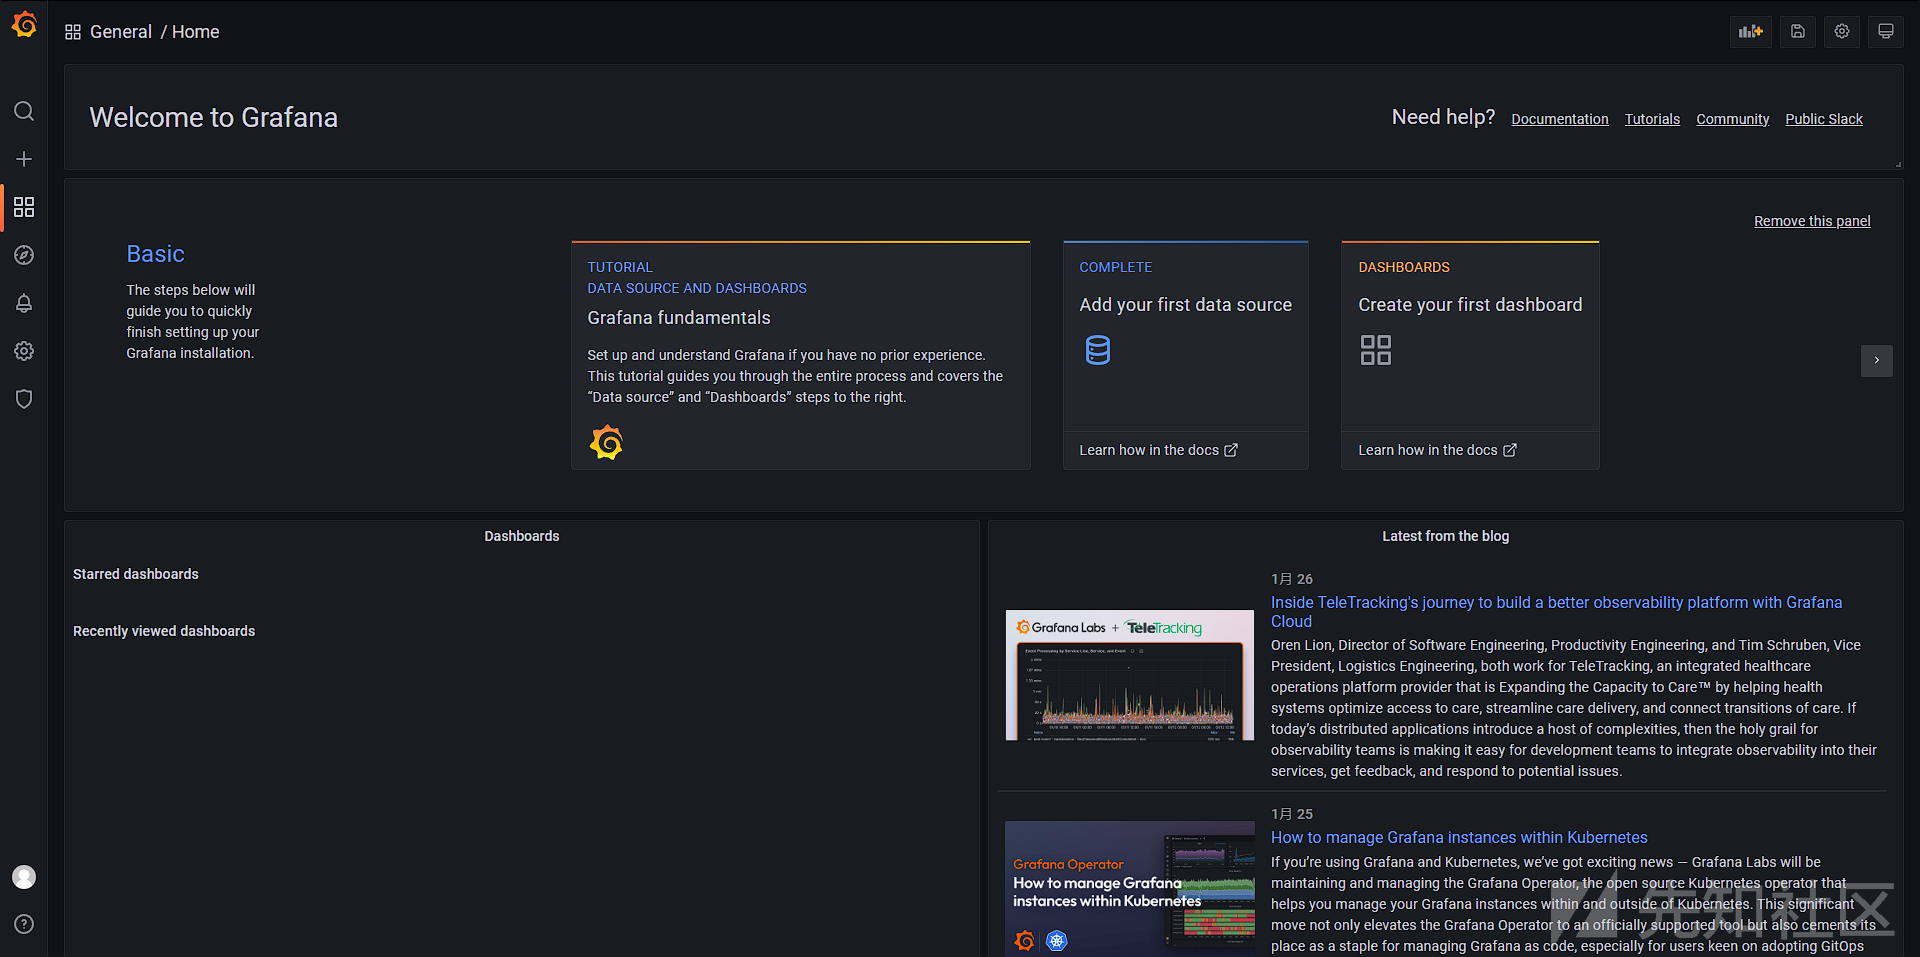 General / Home
Welcome to Grafana
Need help? Documentation Tutorials Community Public Slack
Remove this panel
Basic
The steps below will
guide you to quickly
finish setting up your
Grafana installation.
TUTORIAL
DATA SOURCE AND DASHBOARDS
Grafana fundamentals
Set up and understand Grafana if you have no prior experience.
This tutorial guides you through the entire process and covers the
“Data source” and “Dashboards” steps to the right.
COMPLETE
Add your first data source
Learn how in the docs
DASHBOARDS
Create your first dashboard
Learn how in the docs
Dashboards
Starred dashboards
Recently viewed dashboards
Latest from the blog
Grafana Labs + TeleTracking
Event Processing by Service Line, Service, and Event
1月 26
Inside TeleTracking's journey to build a better observability platform with Grafana
Cloud
Oren Lion, Director of Software Engineering, Productivity Engineering, and Tim Schruben, Vice
President, Logistics Engineering, both work for TeleTracking, an integrated healthcare
operations platform provider that is Expanding the Capacity to Care™ by helping health
systems optimize access to care, streamline care delivery, and connect transitions of care. If
today’s distributed applications introduce a host of complexities, then the holy grail for
observability teams is making it easy for development teams to integrate observability into their
services, get feedback, and respond to potential issues.
Grafana Operator
How to manage Grafana
instances within Kubernetes
1月 25
How to manage Grafana instances within Kubernetes
If you’re using Grafana and Kubernetes, we’ve got exciting news — Grafana Labs will be
maintaining and managing the Grafana Operator, the open source Kubernetes operator that
helps you manage your Grafana instances within and outside of Kubernetes. This significant
move not only elevates the Grafana Operator to an officially supported tool but also cements its
place as a staple for managing Grafana as code, especially for users keen on adopting GitOps
先知社区